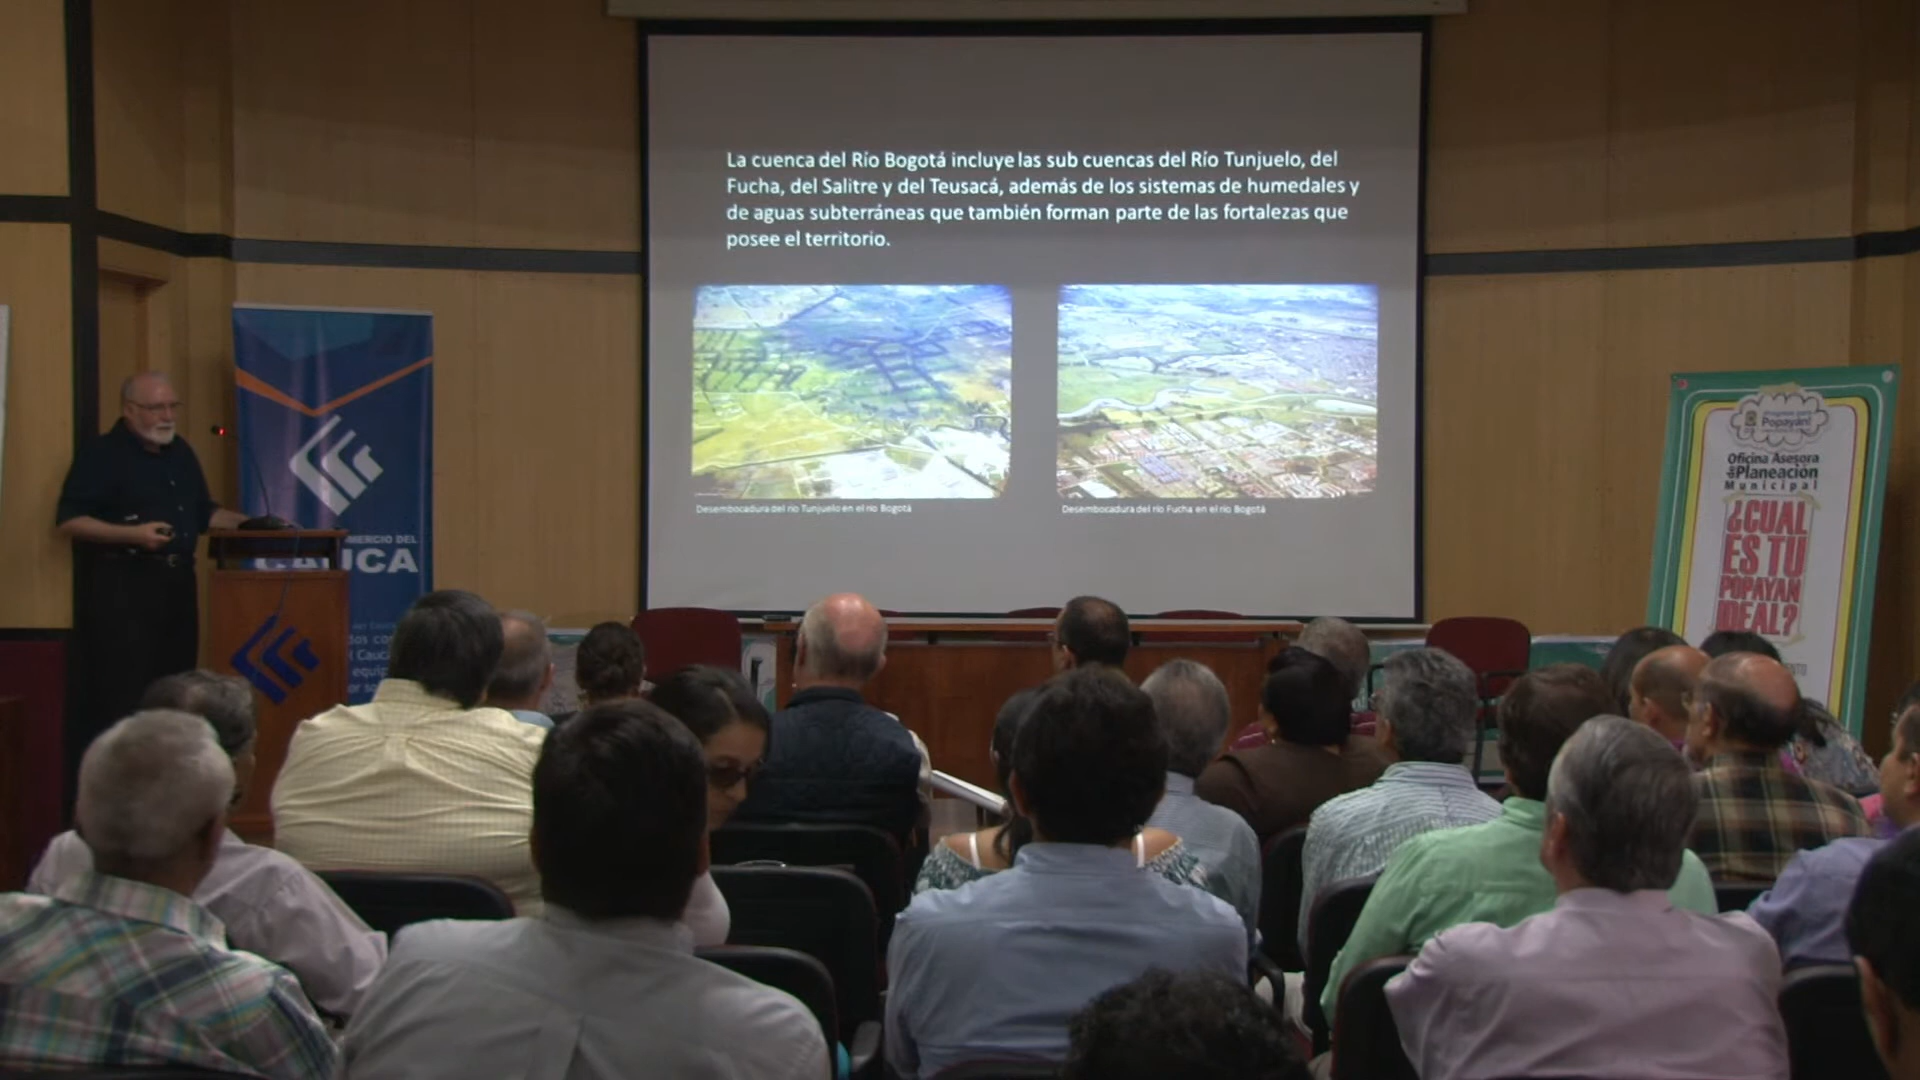 La cuenca del Río Bogotá incluye las sub cuencas del Río Tunjuelo, del
Fucha, del Salitre y del Teusacá, además de los sistemas de humedales y
de aguas subterráneas que también forman parte de las fortalezas que
posee el territorio.
Desembocadura del río Tunjuelo en el río Bogotá
Desembocadura del río Fucha en el río Bogotá
MERCIO DEL
CAUCA
Popayán!
Oficina Asesora
de Planeación
Municipal
¿CUAL
ES TU
POPAYAN
IDEAL?